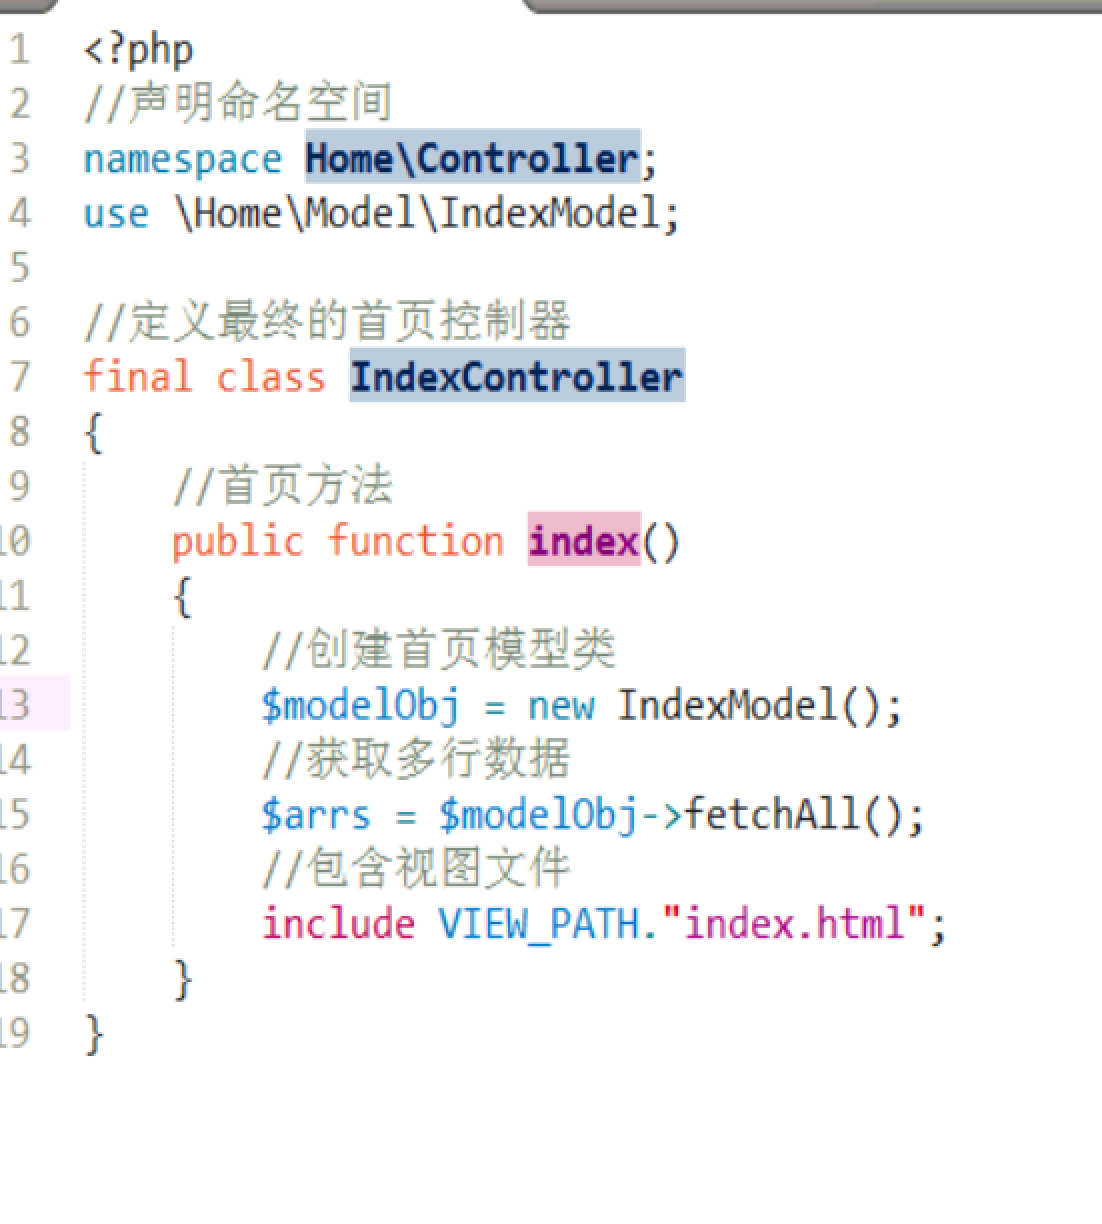 1 <?php
2 //声明命名空间
3 namespace Home\Controller;
4 use \Home\Model\IndexModel;
5
6 //定义最终的首页控制器
7 final class IndexController
8 {
9 //首页方法
10 public function index()
11 {
12 //创建首页模型类
13 $modelObj = new IndexModel();
14 //获取多行数据
15 $arrs = $modelObj->fetchAll();
16 //包含视图文件
17 include VIEW_PATH."index.html";
18 }
19 }